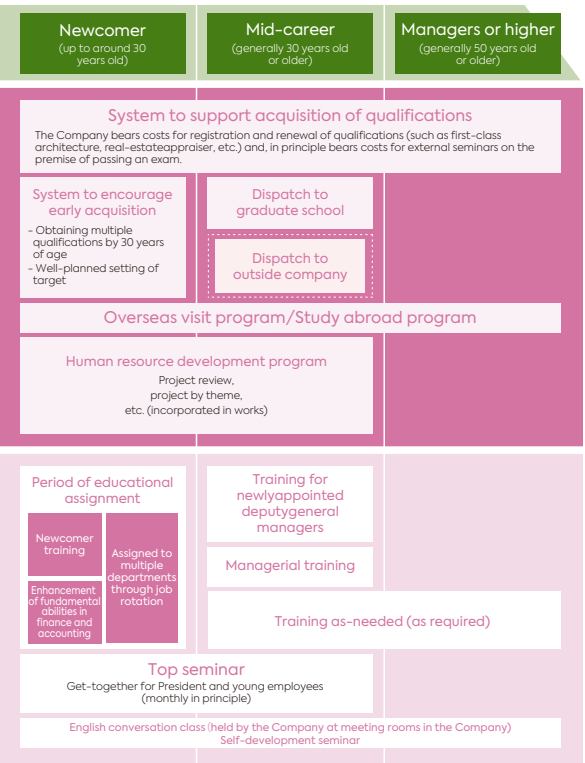 Newcomer
(up to around 30
years old)
Mid-career
(generally 30 years old
or older)
Managers or higher
(generally 50 years old
or older)
System to support acquisition of qualifications
The Company bears costs for registration and renewal of qualifications (such as first-class
architecture, real-estateappraiser, etc.) and, in principle bears costs for external seminars on the
premise of passing an exam.
System to encourage
early acquisition
- Obtaining multiple
qualifications by 30 years
of age
- Well-planned setting of
target
Dispatch to
graduate school
Dispatch to
outside company
Overseas visit program/Study abroad program
Human resource development program
Project review,
project by theme,
etc. (incorporated in works)
Period of educational
assignment
Newcomer
training
Enhancement
of fundamental
abilities in
finance and
accounting
Assigned to
multiple
departments
through job
rotation
Training for
newlyappointed
deputygeneral
managers
Managerial training
Training as-needed (as required)
Top seminar
Get-together for President and young employees
(monthly in principle)
English conversation class (held by the Company at meeting rooms in the Company)
Self-development seminar